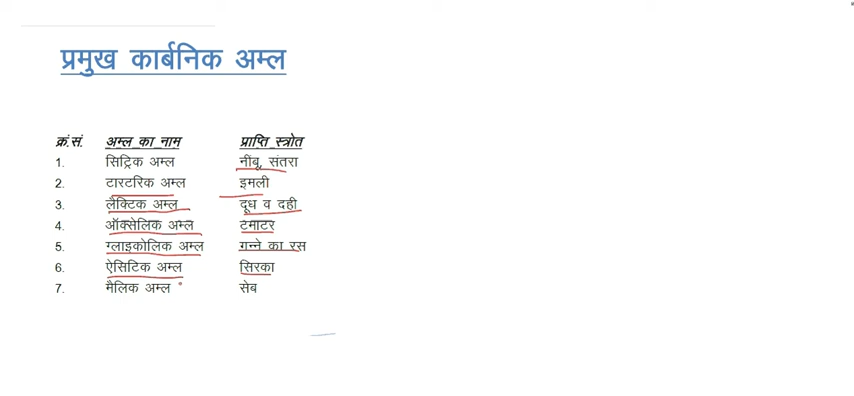 प्रमुख कार्बनिक अम्ल
क्रं.सं. अम्ल का नाम प्राप्ति स्त्रोत
1. सिट्रिक अम्ल नींबू, संतरा
2. टारटरिक अम्ल इमली
3. लैक्टिक अम्ल दूध व दही
4. ऑक्सेलिक अम्ल टमाटर
5. ग्लाइकोलिक अम्ल गन्ने का रस
6. ऐसिटिक अम्ल सिरका
7. मैलिक अम्ल सेब